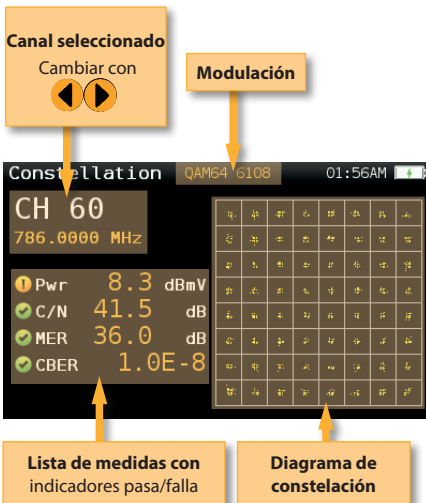 Canal seleccionado
Cambiar con
Modulación
Constellation QAM64 6108 01:56AM
CH 60
786.0000 MHz
Pwr 8.3 dBmV
C/N 41.5 dB
MER 36.0 dB
CBER 1.0E-8
Lista de medidas con
indicadores pasa/falla
Diagrama de
constelación